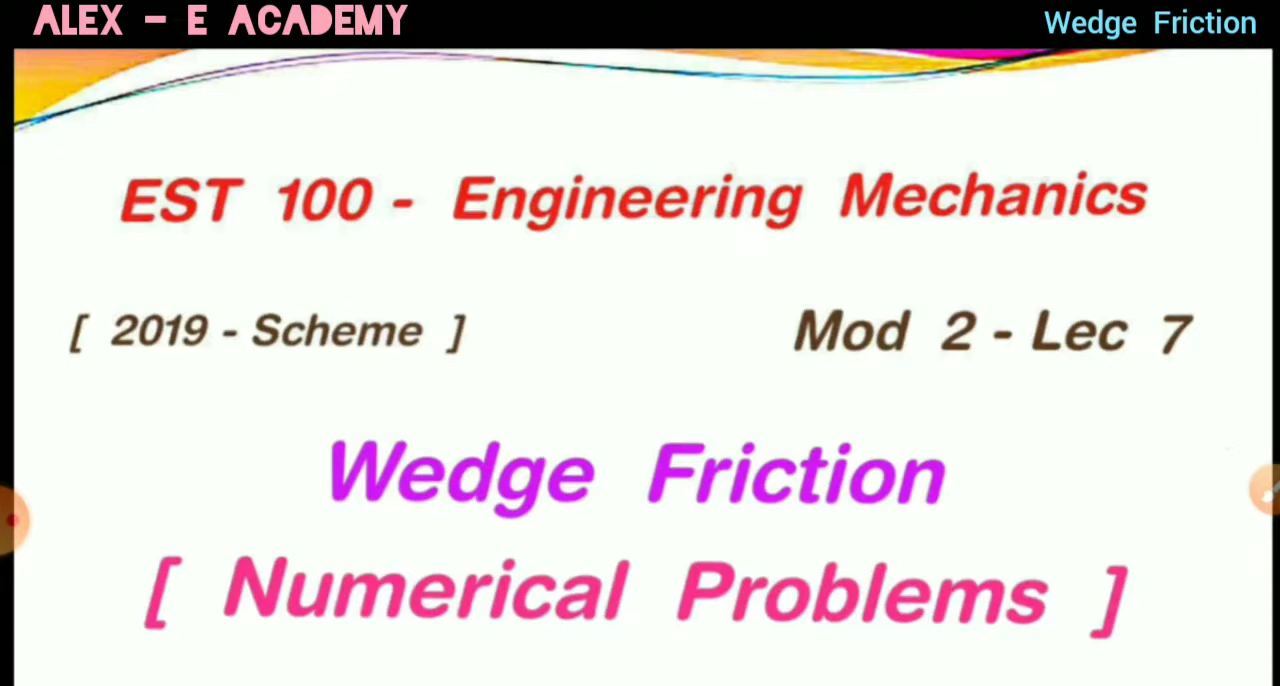 ALEX - E ACADEMY
Wedge Friction
EST 100 - Engineering Mechanics
[ 2019 - Scheme ]
Mod 2 - Lec 7
Wedge Friction
[ Numerical Problems ]